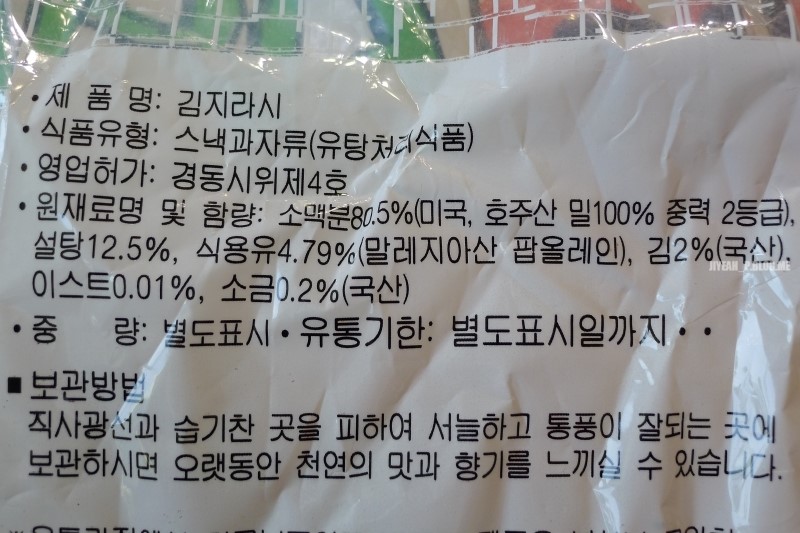 · 제 품 명: 김지라시
· 식품유형: 스낵과자류(유탕처리식품)
· 영업허가: 경동시위제4호
· 원재료명 및 함량: 소맥분80.5%(미국, 호주산 밀100% 중력 2등급),
설탕12.5%, 식용유4.79%(말레지아산 팜올레인), 김2%(국산),
이스트0.01%, 소금0.2%(국산)
· 중 량: 별도표시 · 유통기한: 별도표시일까지 · ·
■ 보관방법
직사광선과 습기찬 곳을 피하여 서늘하고 통풍이 잘되는 곳에
보관하시면 오랫동안 천연의 맛과 향기를 느끼실 수 있습니다.